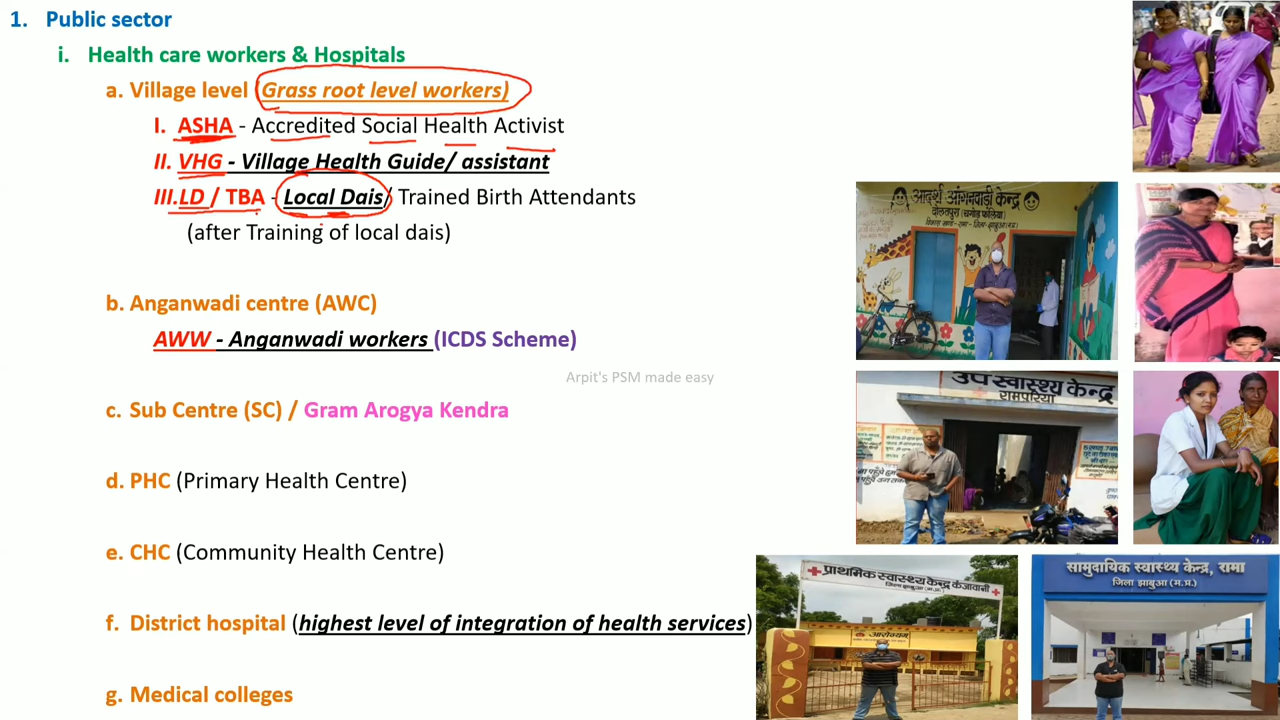 1. Public sector
i. Health care workers & Hospitals
a. Village level (Grass root level workers)
I. ASHA - Accredited Social Health Activist
II. VHG - Village Health Guide/ assistant
III.LD / TBA - Local Dais/ Trained Birth Attendants
(after Training of local dais)
b. Anganwadi centre (AWC)
AWW - Anganwadi workers (ICDS Scheme)
Arpit's PSM made easy
c. Sub Centre (SC) / Gram Arogya Kendra
d. PHC (Primary Health Centre)
e. CHC (Community Health Centre)
f. District hospital (highest level of integration of health services)
g. Medical colleges
आदर्श आंगनवाड़ी केन्द्र
उप स्वास्थ्य केन्द्र
प्राथमिक स्वास्थ्य केन्द्र कंजावानी
आरोग्यम
सामुदायिक स्वास्थ्य केन्द्र, रामा
जिला झाबुआ (म.प्र.)